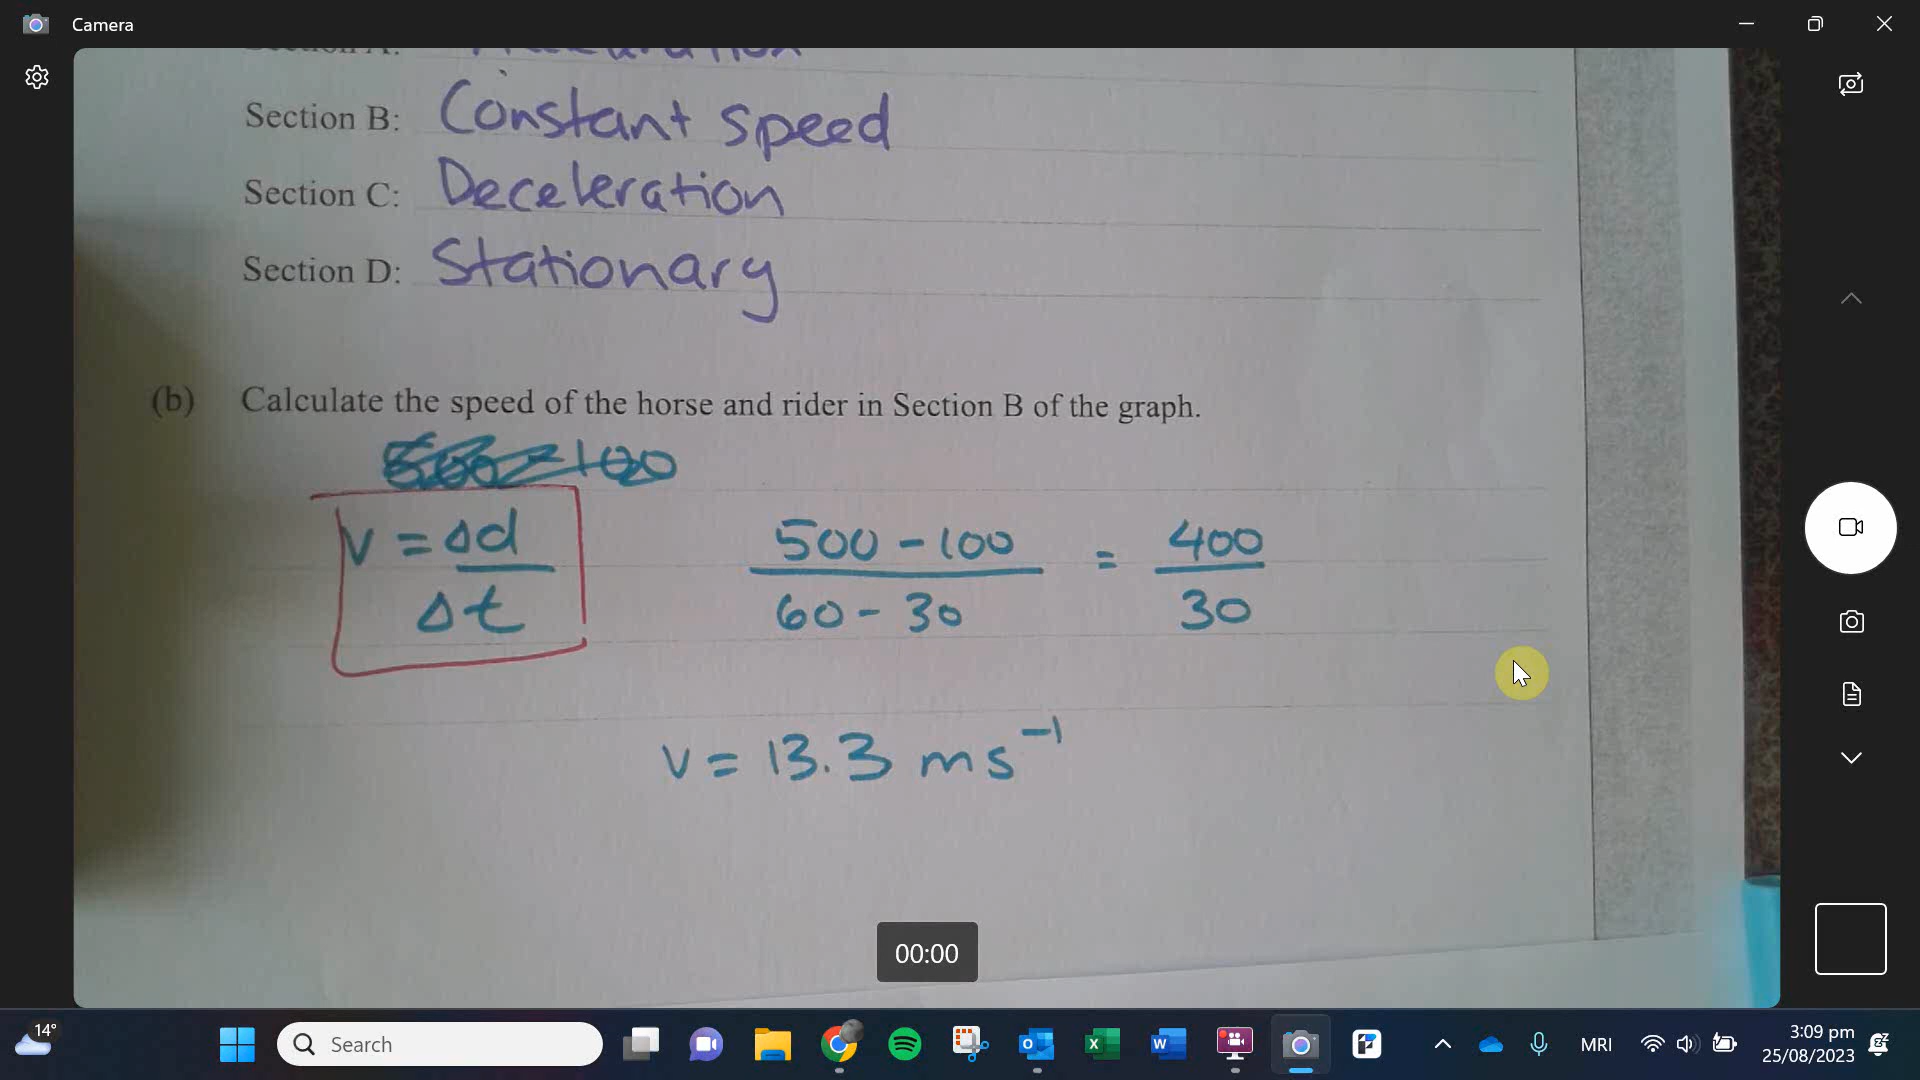 Camera
Section A: Acceleration
Section B: Constant speed
Section C: Deceleration
Section D: Stationary
(b) Calculate the speed of the horse and rider in Section B of the graph.
v = Δd
Δt
500 - 100
60 - 30
= 400
30
v = 13.3 ms⁻¹
00:00
14°
Search
MRI
3:09 pm
25/08/2023